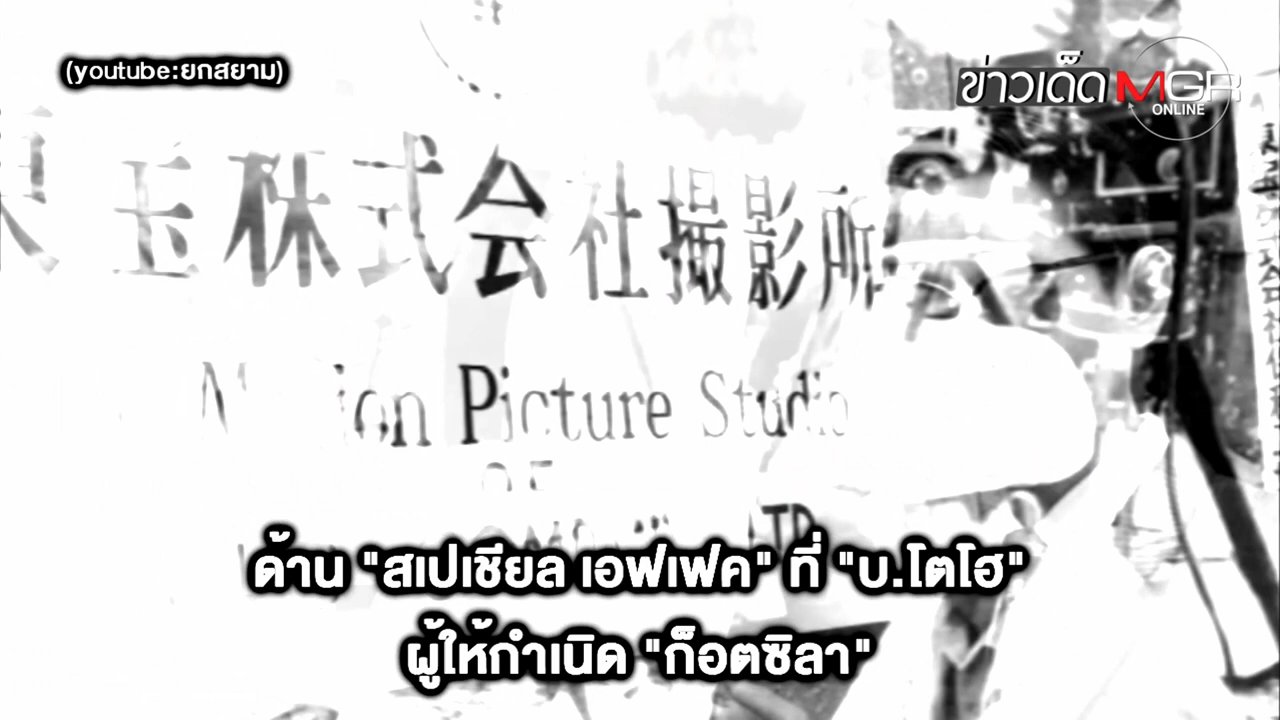 (youtube:ยกสยาม)
ข่าวเด็ด MGR
ONLINE
株式会社撮影所
Picture Studio
ด้าน "สเปเชียล เอฟเฟค" ที่ "บ.โตโฮ"
ผู้ให้กำเนิด "ก็อตซิลา"